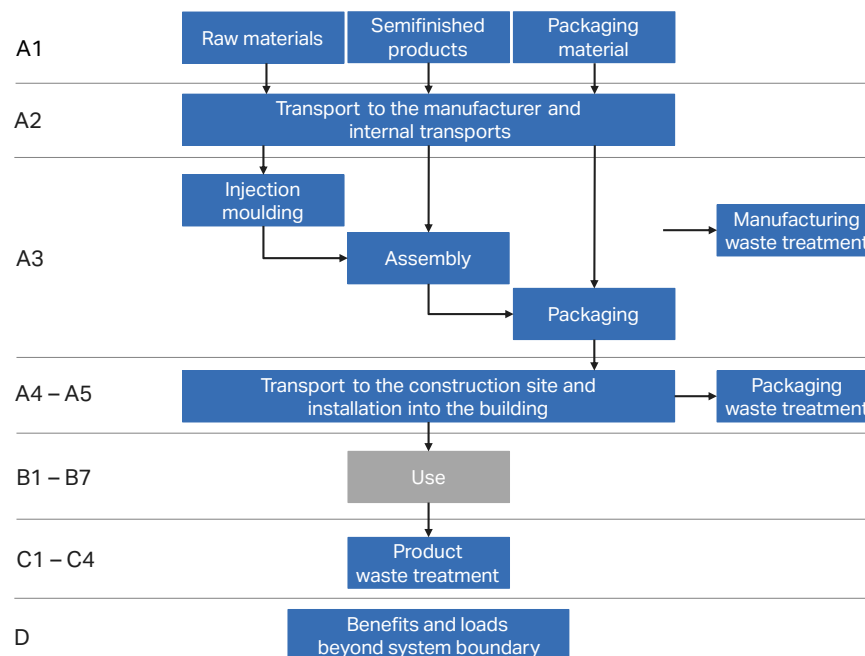 A1
Raw materials
Semifinished
products
Packaging
material
A2
Transport to the manufacturer and
internal transports
A3
Injection
moulding
Manufacturing
waste treatment
Assembly
Packaging
A4 – A5
Transport to the construction site and
installation into the building
Packaging
waste treatment
B1 – B7
Use
C1 – C4
Product
waste treatment
D
Benefits and loads
beyond system boundary